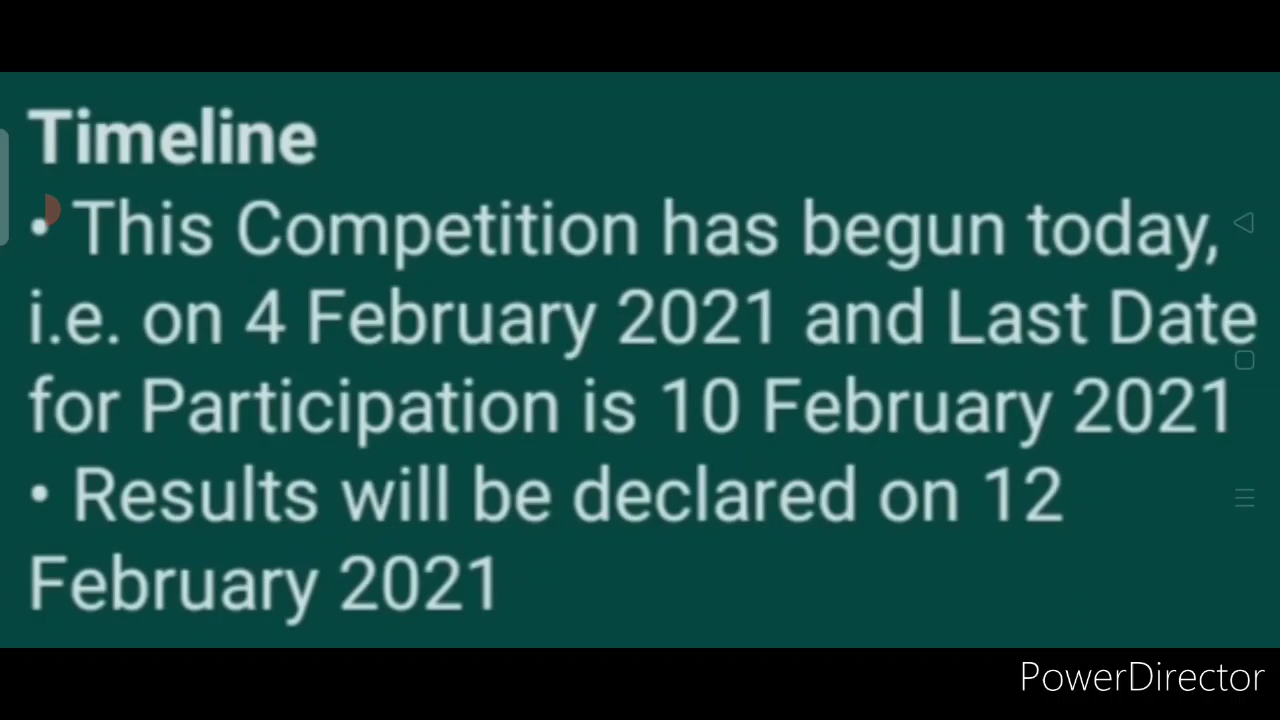 Timeline
• This Competition has begun today,
i.e. on 4 February 2021 and Last Date
for Participation is 10 February 2021
• Results will be declared on 12
February 2021
PowerDirector